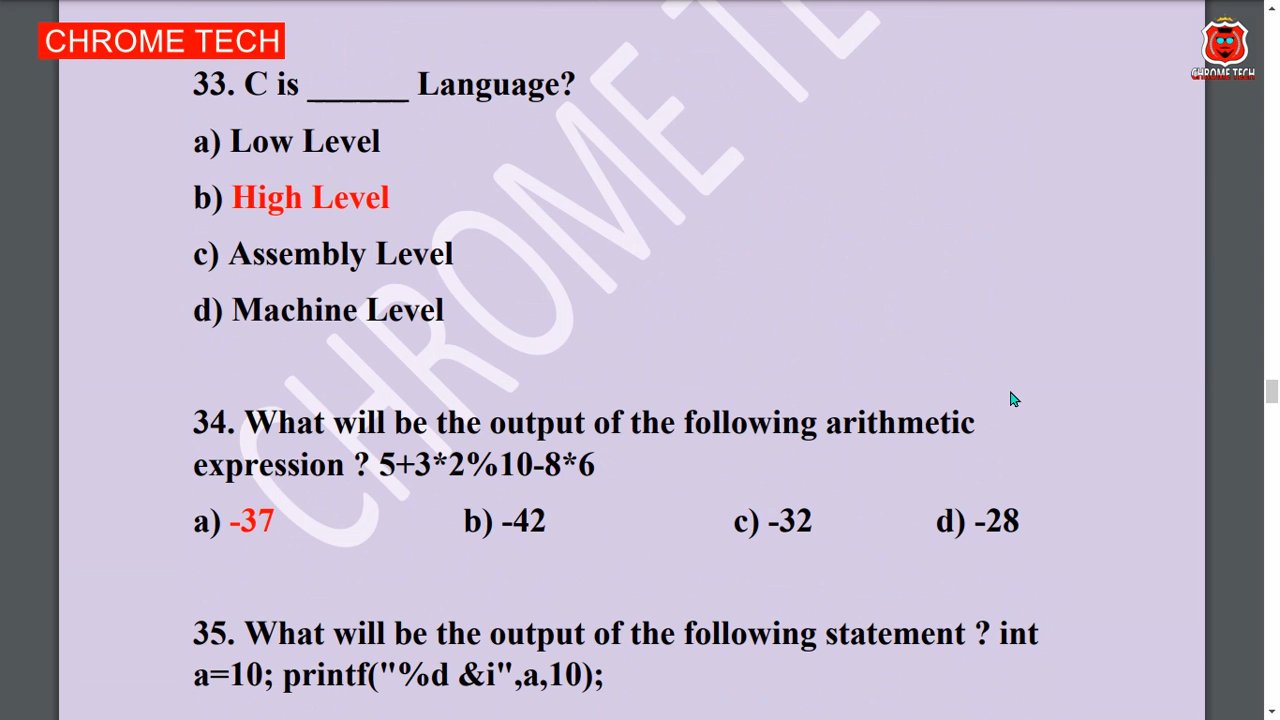 CHROME TECH
CHROME TECH
33. C is ______ Language?
a) Low Level
b) High Level
c) Assembly Level
d) Machine Level
34. What will be the output of the following arithmetic
expression ? 5+3*2%10-8*6
a) -37 b) -42 c) -32 d) -28
35. What will be the output of the following statement ? int
a=10; printf("%d &i",a,10);
CHROME TE